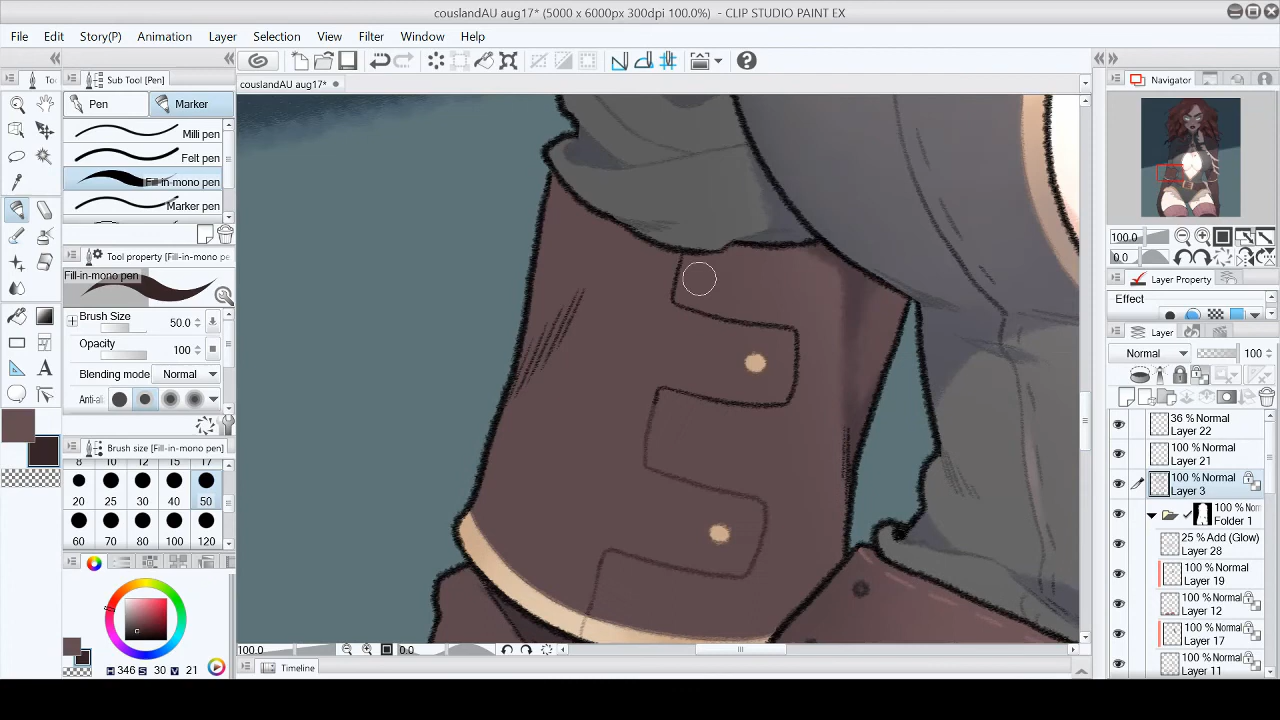 couslandAU aug17* (5000 x 6000px 300dpi 100.0%) - CLIP STUDIO PAINT EX
File Edit Story(P) Animation Layer Selection View Filter Window Help
Sub Tool [Pen]
couslandAU aug17*
Navigator
Pen Marker
Milli pen
Felt pen
Fill-in-mono pen
Marker pen
Tool property [Fill-in-mo
Fill-in-mono pen
Brush Size 50.0
Opacity 100
Blending mode Normal
Brush size [Fill-in-mono pen]
8 10 12 15 17
20 25 30 40 50
60 70 80 100 120
H 346 S 30 V 21
100.0 0.0
Timeline
100.0
0.0
Layer Property
Effect
Layer
Normal 100
36 % Normal
Layer 22
100 % Normal
Layer 21
100 % Normal
Layer 3
100 % Normal
Folder 1
25 % Add (Glow)
Layer 28
100 % Normal
Layer 19
100 % Normal
Layer 12
100 % Normal
Layer 17
100 % Normal
Layer 11